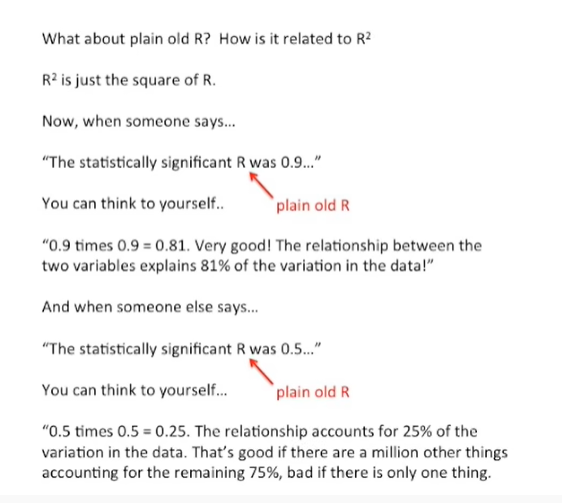 What about plain old R? How is it related to R²
R² is just the square of R.
Now, when someone says...
“The statistically significant R was 0.9...”
You can think to yourself..
plain old R
“0.9 times 0.9 = 0.81. Very good! The relationship between the
two variables explains 81% of the variation in the data!”
And when someone else says...
“The statistically significant R was 0.5...”
You can think to yourself...
plain old R
“0.5 times 0.5 = 0.25. The relationship accounts for 25% of the
variation in the data. That’s good if there are a million other things
accounting for the remaining 75%, bad if there is only one thing.